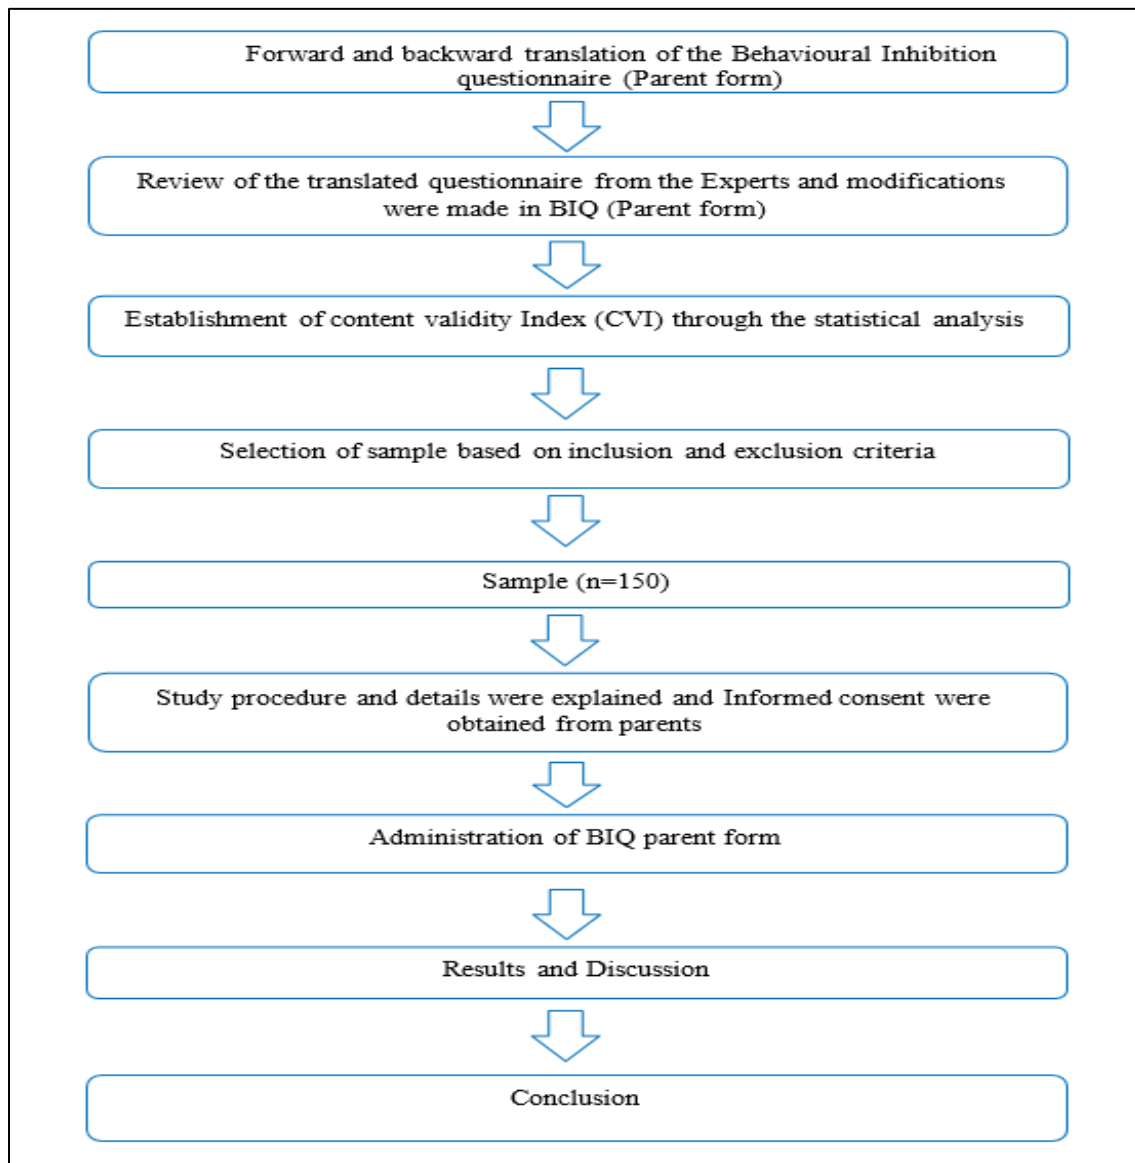 Forward and backward translation of the Behavioural Inhibition
questionnaire (Parent form)
Review of the translated questionnaire from the Experts and modifications
were made in BIQ (Parent form)
Establishment of content validity Index (CVI) through the statistical analysis
Selection of sample based on inclusion and exclusion criteria
Sample (n=150)
Study procedure and details were explained and Informed consent were
obtained from parents
Administration of BIQ parent form
Results and Discussion
Conclusion